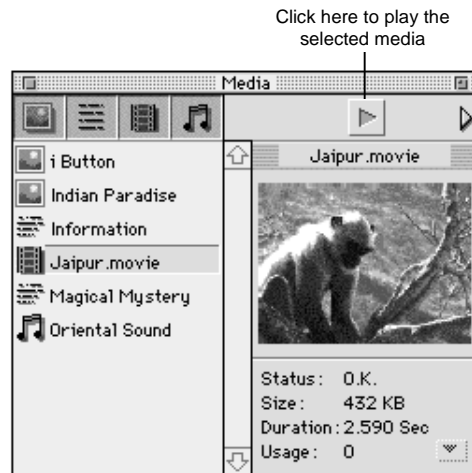 Click here to play the
selected media
Media
i Button
Indian Paradise
Information
Jaipur.movie
Magical Mystery
Oriental Sound
Jaipur.movie
Status: O.K.
Size: 432 KB
Duration: 2.590 Sec
Usage: 0